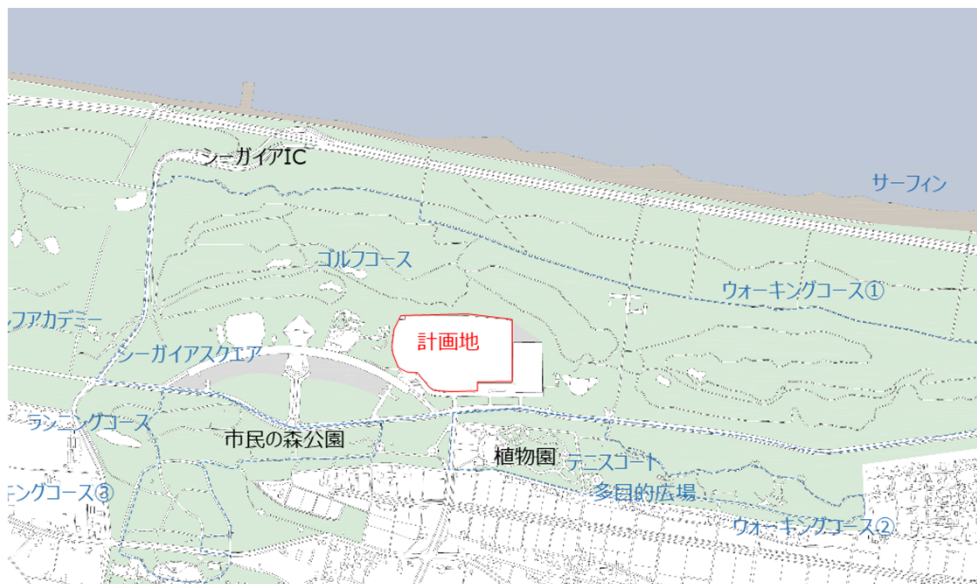 シーガイアIC
サーフィン
ゴルフコース
ウォーキングコース①
ルフアカデミー
計画地
シーガイアスクエア
ランニングコース
市民の森公園
植物園
テニスコート
キングコース③
多目的広場
ウォーキングコース②